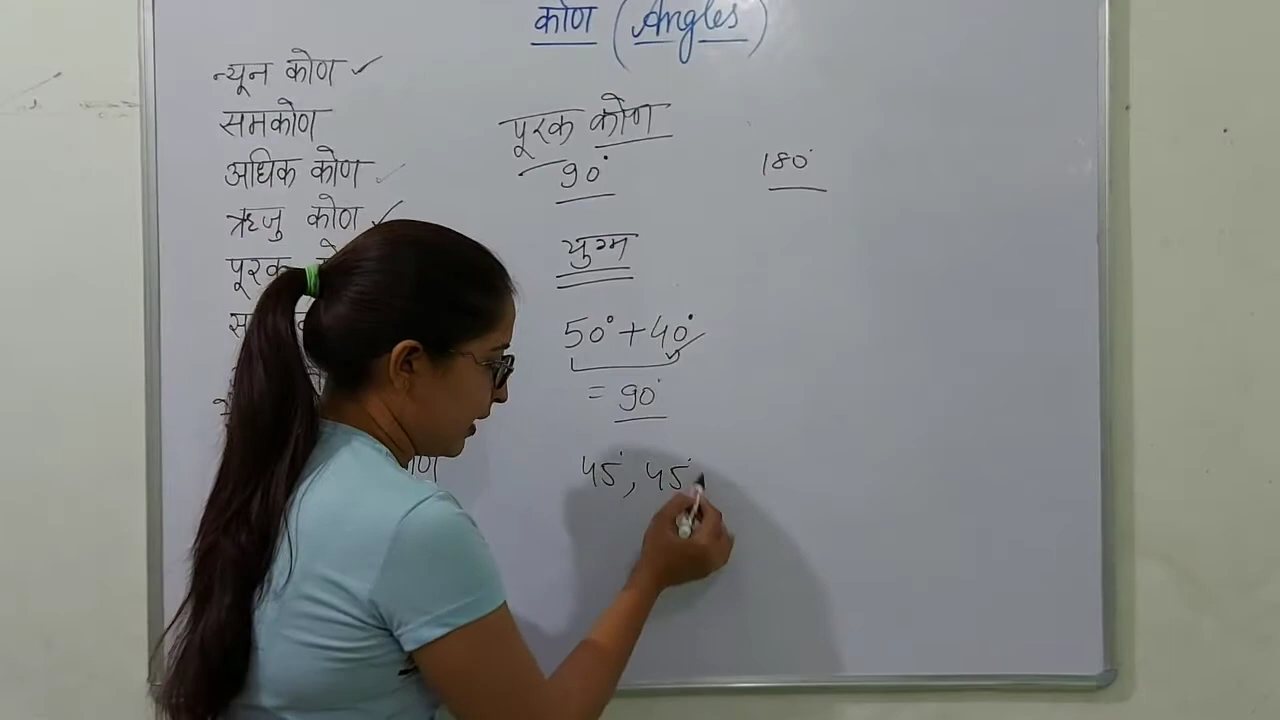 कोण (Angles)
न्यून कोण ✓
समकोण
अधिक कोण ✓
ऋजु कोण ✓
पूरक
पूरक कोण
90°
180°
युग्म
50° + 40°
= 90°
45°, 45°